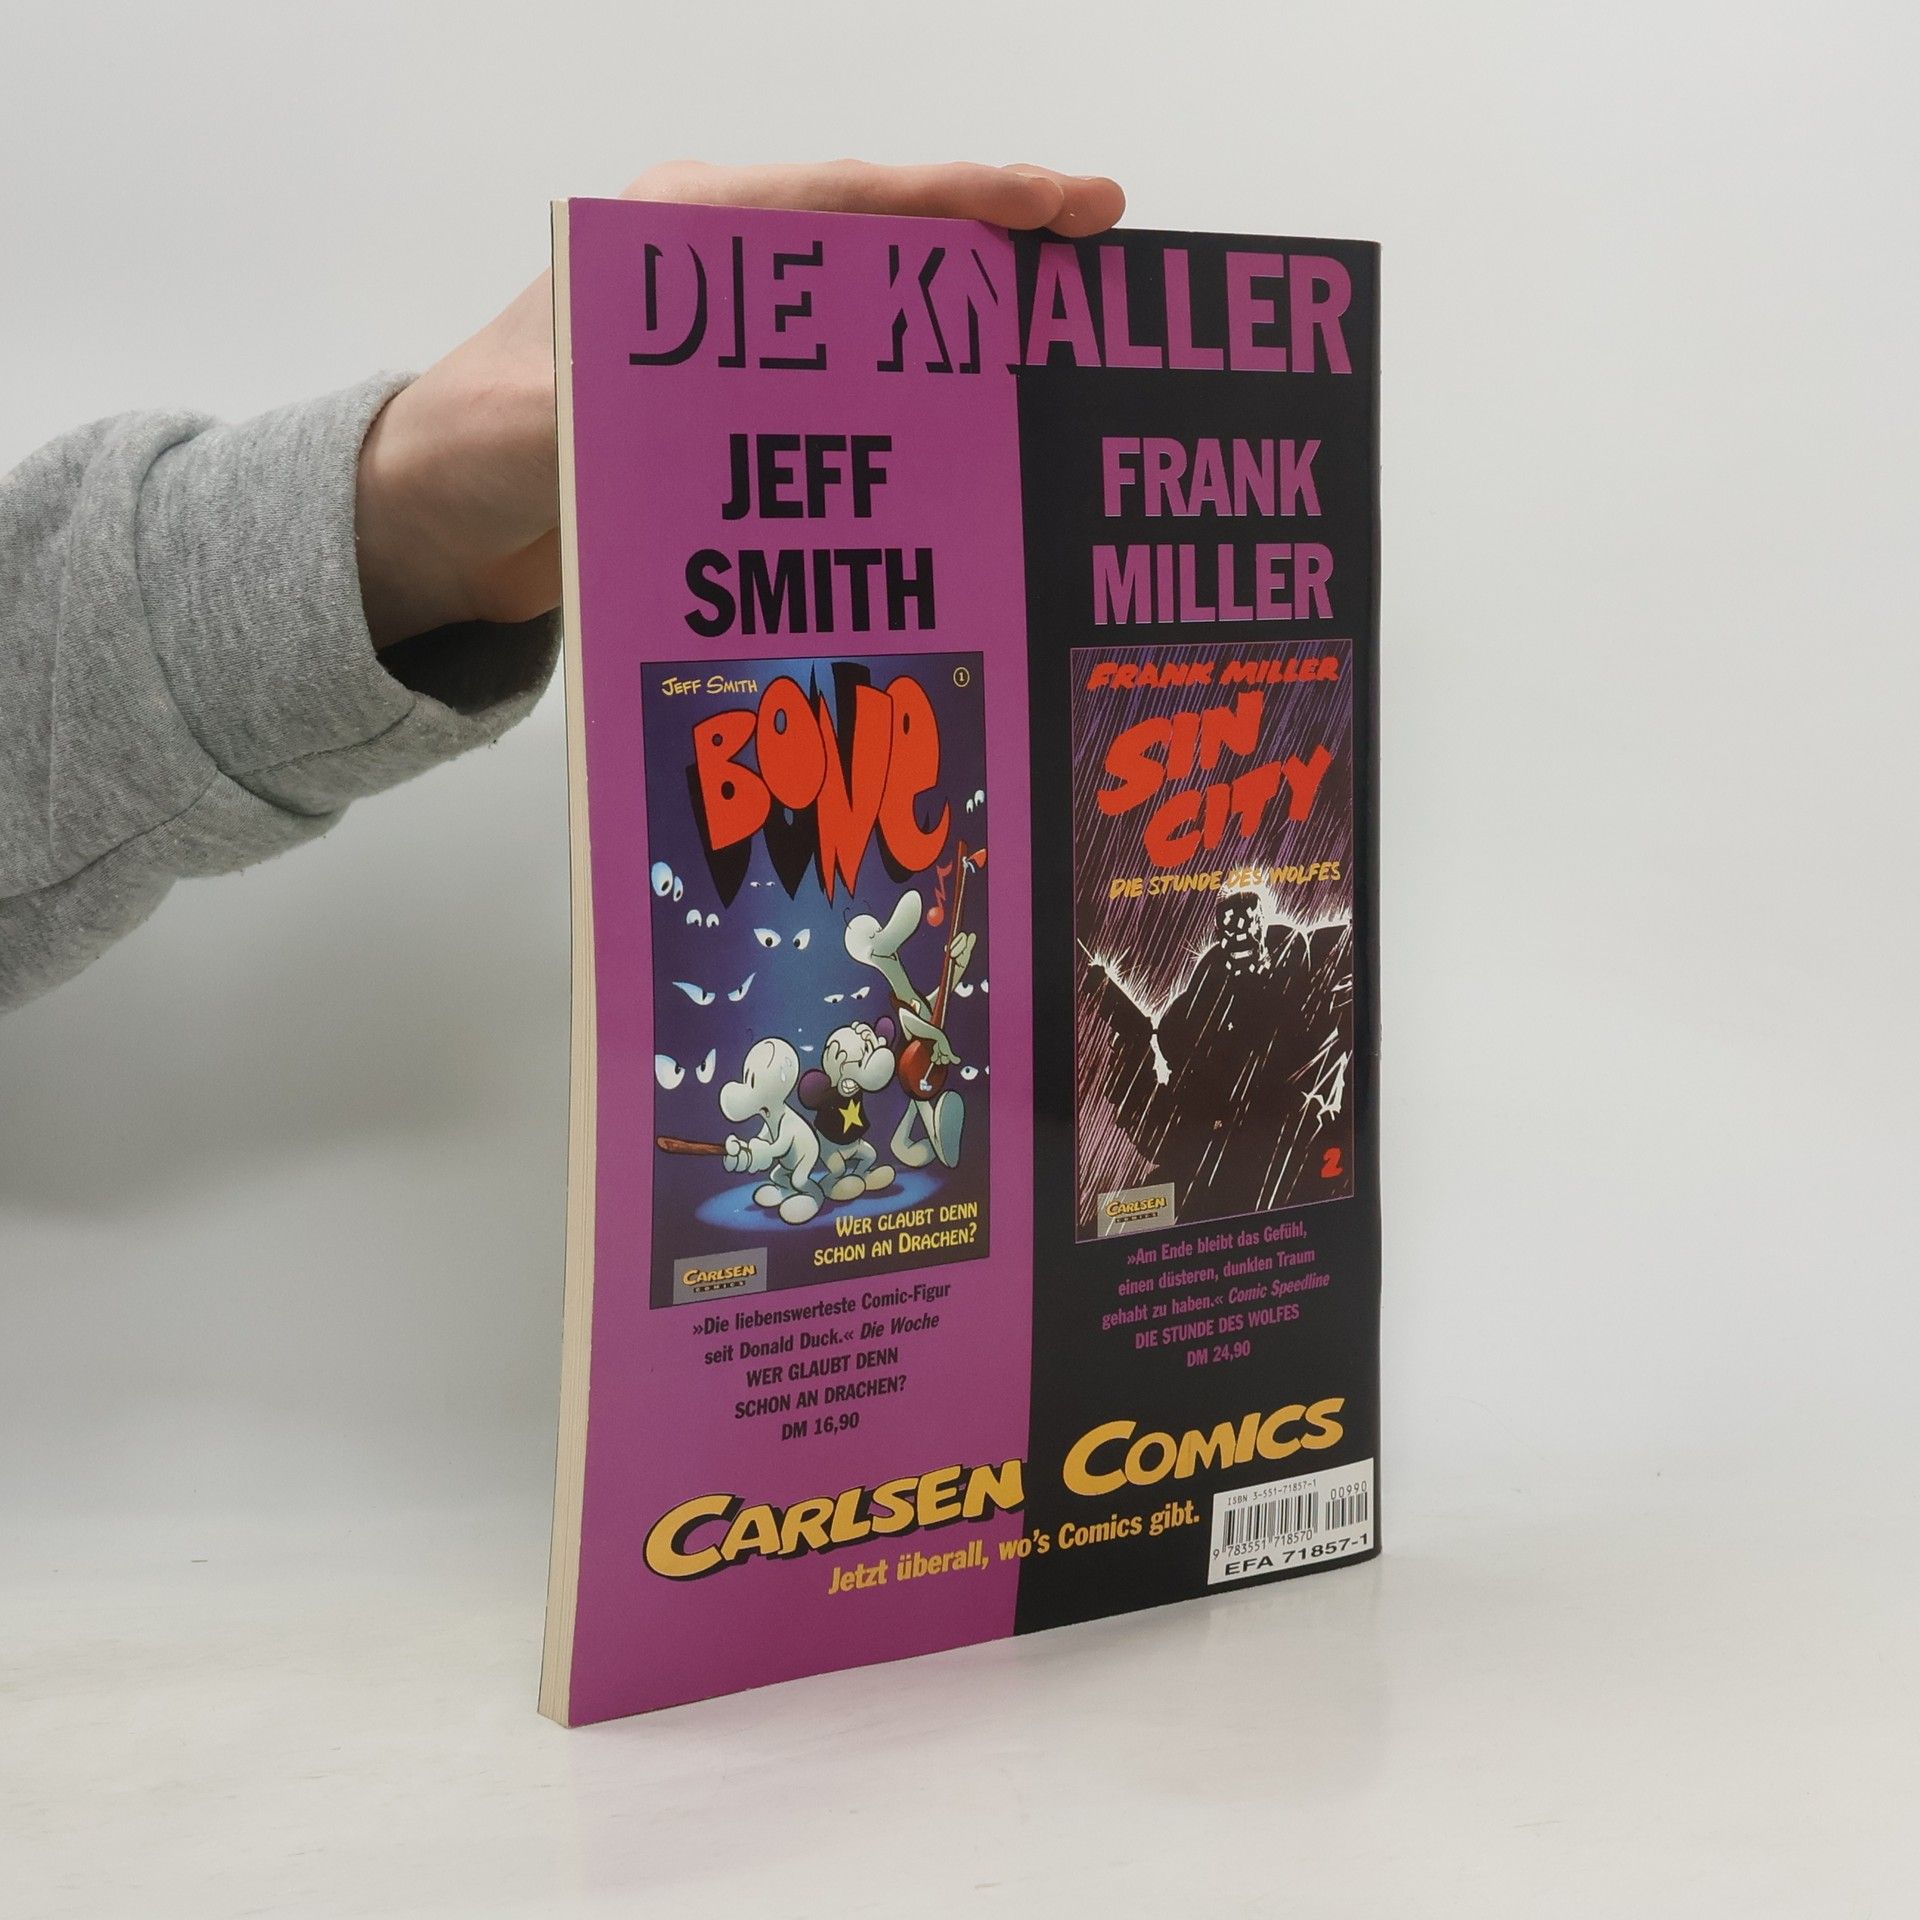 DIE KNALLER
JEFF
SMITH
JEFF SMITH
1
BONE
WER GLAUBT DENN
SCHON AN DRACHEN?
CARLSEN
COMICS
»Die liebenswerteste Comic-Figur
seit Donald Duck.« Die Woche
WER GLAUBT DENN
SCHON AN DRACHEN?
DM 16,90
FRANK
MILLER
FRANK MILLER
SIN
CITY
DIE STUNDE DES WOLFES
2
CARLSEN
COMICS
»Am Ende bleibt das Gefühl,
einen düsteren, dunklen Traum
gehabt zu haben.« Comic Speedline
DIE STUNDE DES WOLFES
DM 24,90
CARLSEN COMICS
Jetzt überall, wo's Comics gibt.
ISBN 3-551-71857-1
00990
9 783551 718570
EFA 71857-1